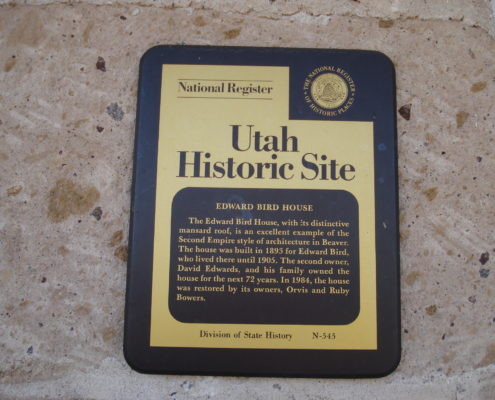 National Register
THE NATIONAL REGISTER
OF HISTORIC PLACES
Utah
Historic Site
EDWARD BIRD HOUSE
The Edward Bird House, with its distinctive
mansard roof, is an excellent example of the
Second Empire style of architecture in Beaver.
The house was built in 1893 for Edward Bird,
who lived there until 1905. The second owner,
David Edwards, and his family owned the
house for the next 72 years. In 1984, the house
was restored by its owners, Orvis and Ruby
Bowers.
Division of State History N-545